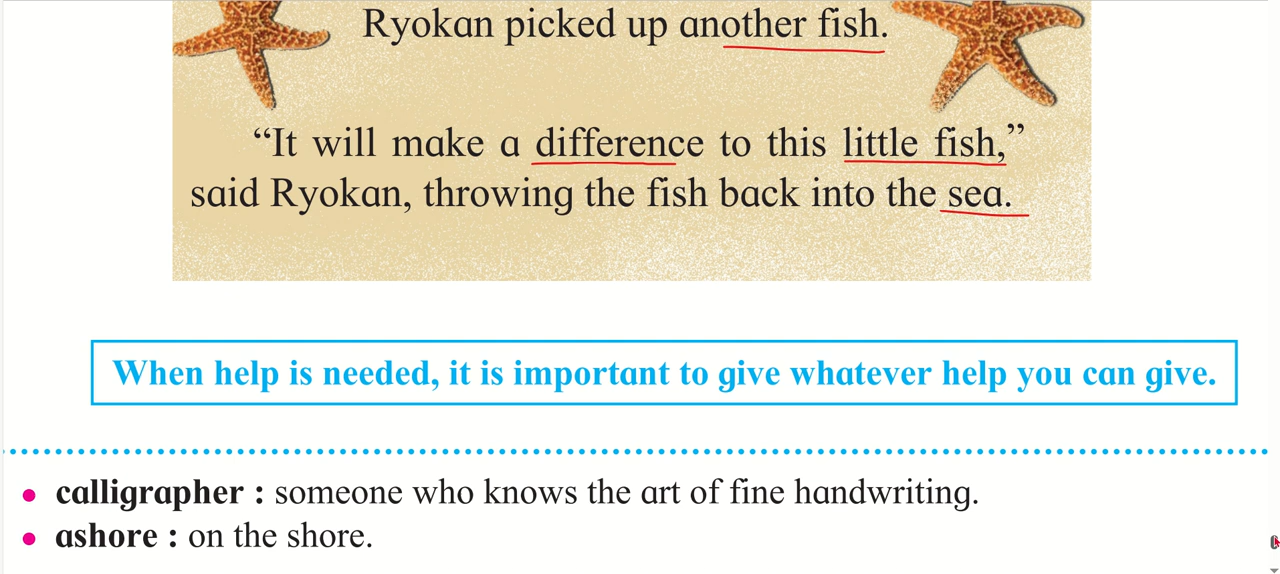 Ryokan picked up another fish.
“It will make a difference to this little fish,”
said Ryokan, throwing the fish back into the sea.
When help is needed, it is important to give whatever help you can give.
● calligrapher : someone who knows the art of fine handwriting.
● ashore : on the shore.